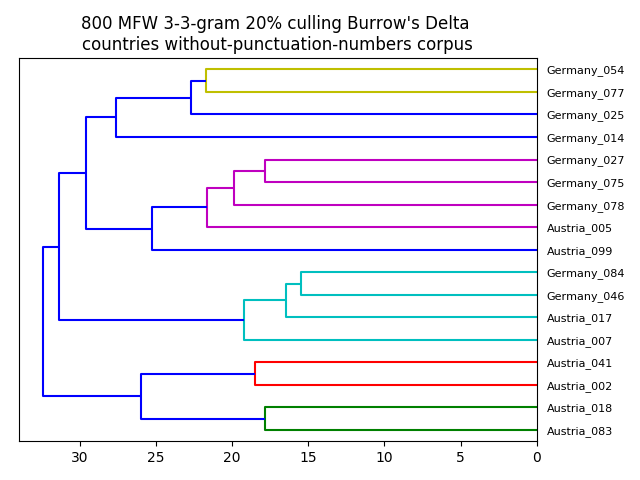 800 MFW 3-3-gram 20% culling Burrow's Delta
countries without-punctuation-numbers corpus
Germany_054
Germany_077
Germany_025
Germany_014
Germany_027
Germany_075
Germany_078
Austria_005
Austria_099
Germany_084
Germany_046
Austria_017
Austria_007
Austria_041
Austria_002
Austria_018
Austria_083
30 25 20 15 10 5 0